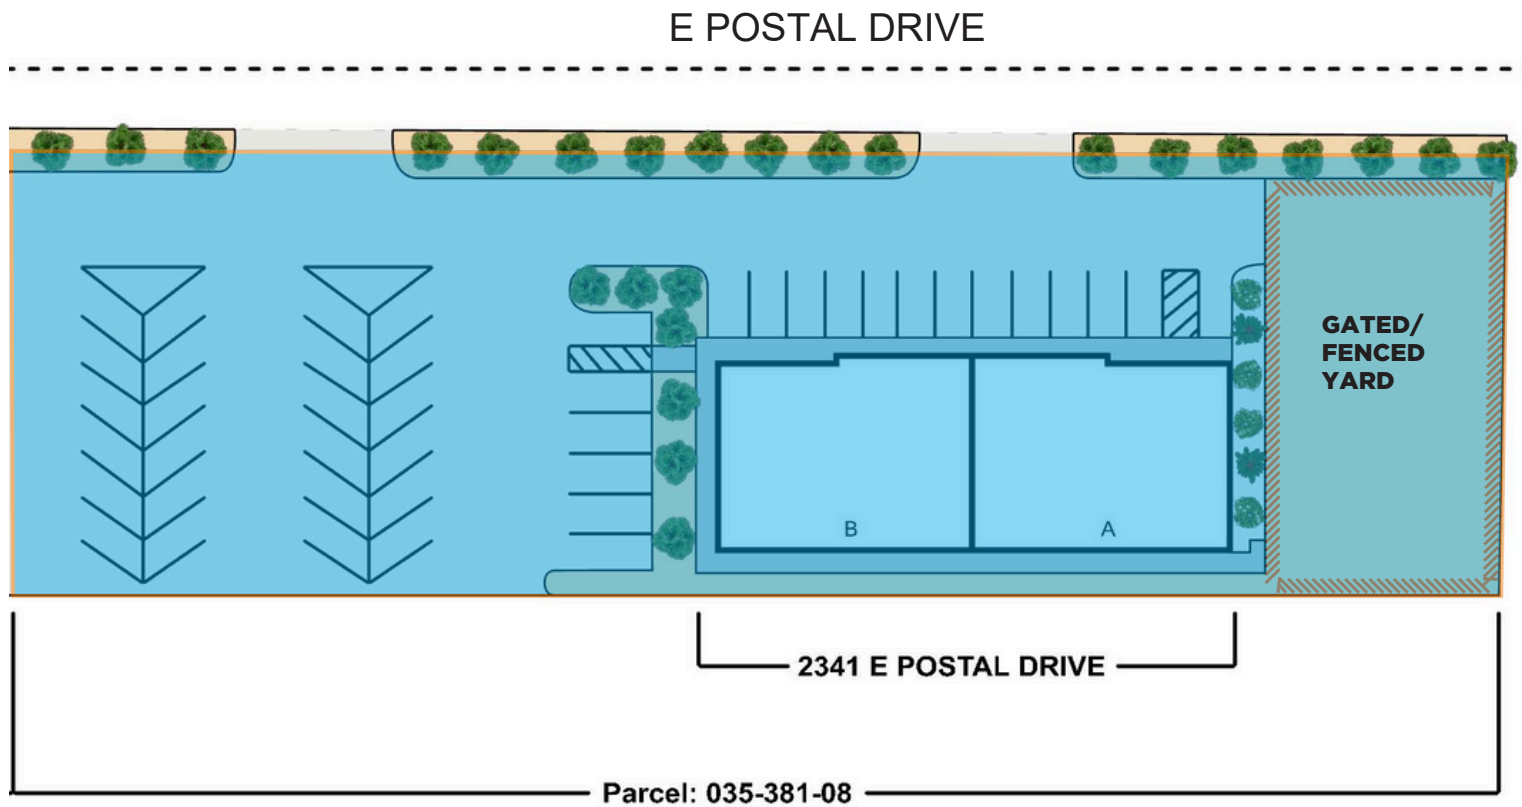 E POSTAL DRIVE
GATED/
FENCED
YARD
B
A
2341 E POSTAL DRIVE
Parcel: 035-381-08